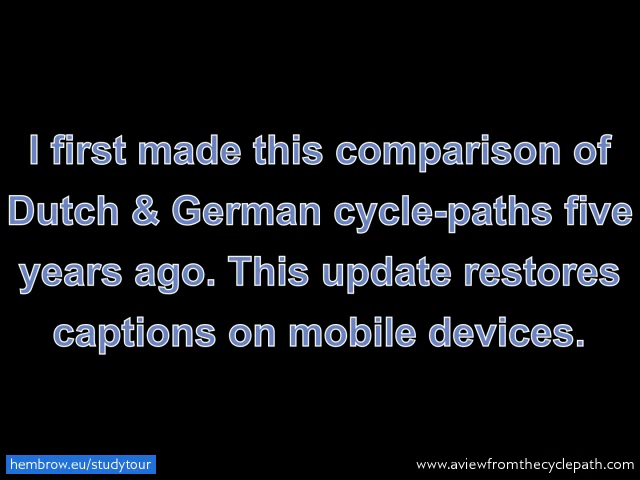 I first made this comparison of
Dutch & German cycle-paths five
years ago. This update restores
captions on mobile devices.
hembrow.eu/studytour
www.aviewfromthecyclepath.com